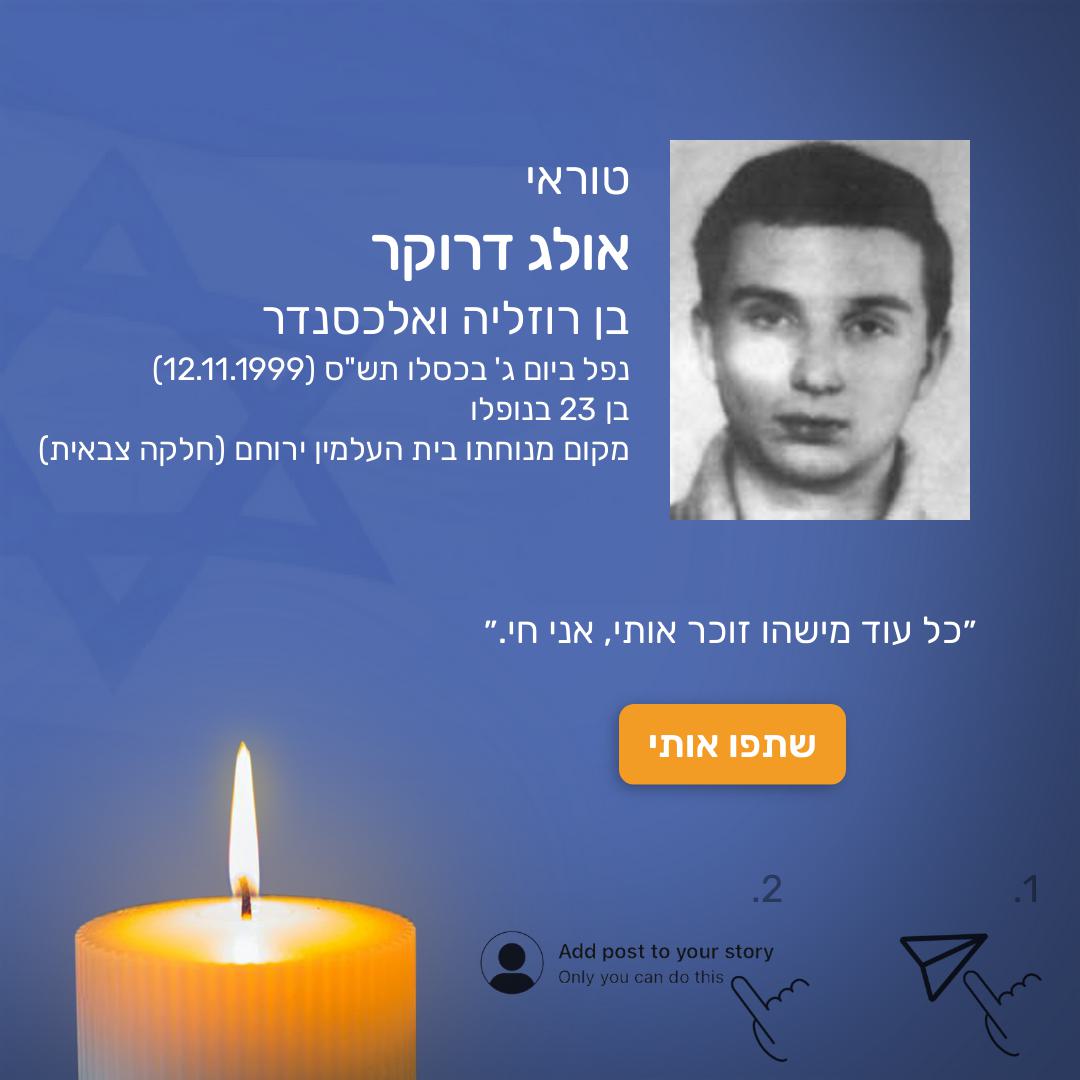 טוראי
אולג דרוקר
בן רוזליה ואלכסנדר
נפל ביום ג' בכסלו תש"ס (12.11.1999)
בן 23 בנופלו
מקום מנוחתו בית העלמין ירוחם (חלקה צבאית)
״כל עוד מישהו זוכר אותי, אני חי.״
שתפו אותי
1.
2.
Add post to your story
Only you can do this